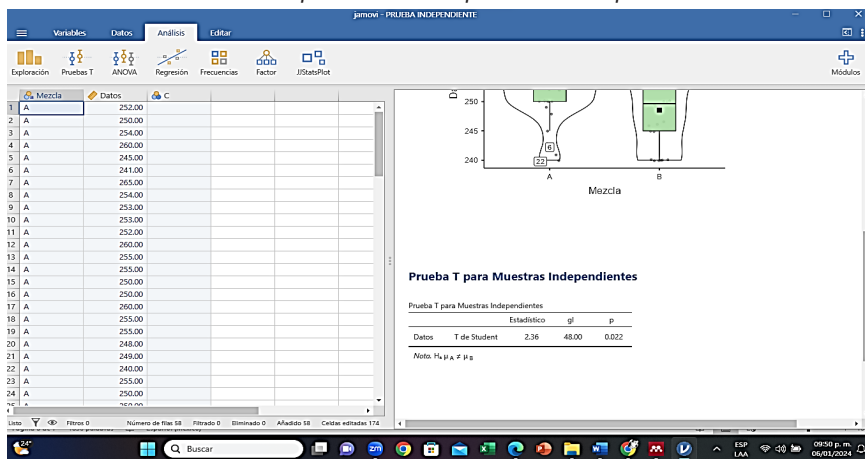 jamovi - PRUEBA INDEPENDIENTE
Variables Datos Análisis Editar
Exploración Pruebas T ANOVA Regresión Frecuencias Factor JJStatsPlot Módulos
Mezcla Datos C
1 A 252.00
2 A 250.00
3 A 254.00
4 A 260.00
5 A 245.00
6 A 241.00
7 A 265.00
8 A 254.00
9 A 253.00
10 A 253.00
11 A 252.00
12 A 260.00
13 A 255.00
14 A 255.00
15 A 250.00
16 A 250.00
17 A 260.00
18 A 255.00
19 A 255.00
20 A 248.00
21 A 249.00
22 A 240.00
23 A 255.00
24 A 250.00
Listo Filtros 0 Número de filas 58 Filtrado 0 Eliminado 0 Añadido 58 Celdas editadas 174
250
245
240
6
22
A B
Mezcla
Prueba T para Muestras Independientes
Prueba T para Muestras Independientes
Estadístico gl p
Datos T de Student 2.36 48.00 0.022
Nota. Hₐ μ A ≠ μ B
24°
Buscar
ESP
LAA
09:50 p. m.
06/01/2024